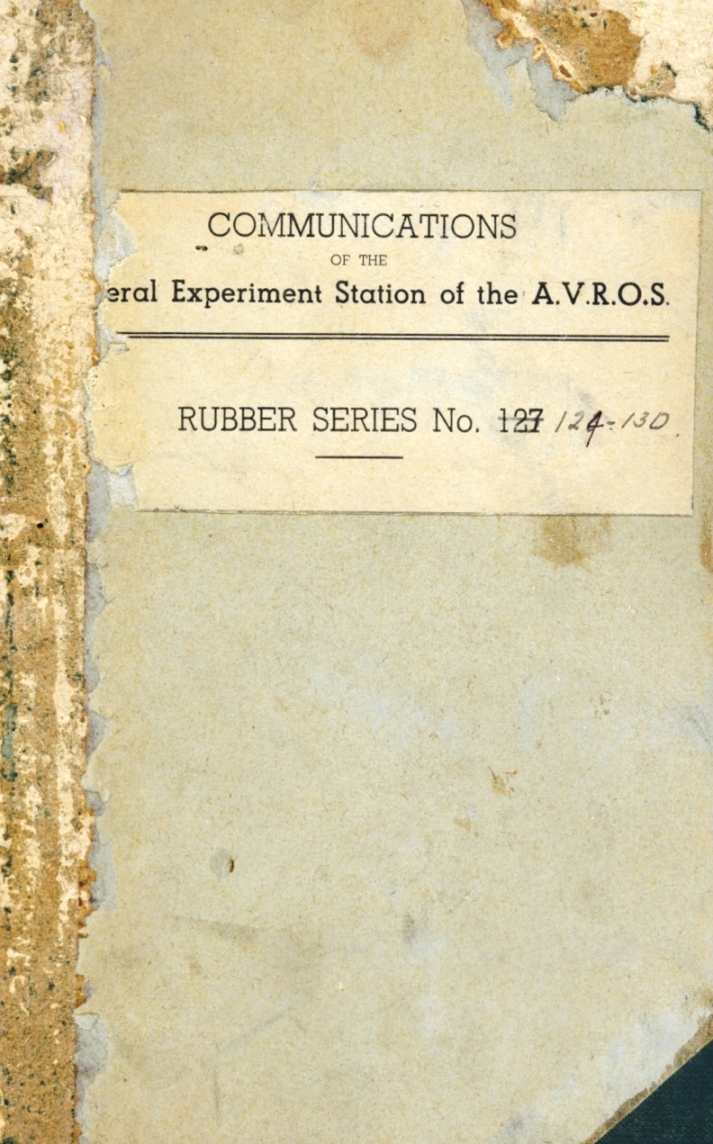 COMMUNICATIONS
OF THE
eral Experiment Station of the A.V.R.O.S.
RUBBER SERIES No. 127 124-130